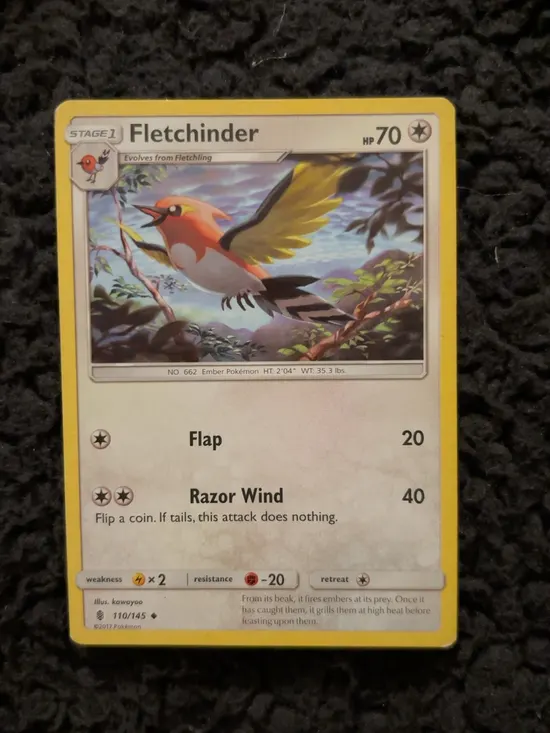 STAGE 1 Fletchinder HP 70
Evolves from Fletchling
NO. 662 Ember Pokémon HT: 2'04" WT: 35.3 lbs.
Flap 20
Razor Wind 40
Flip a coin. If tails, this attack does nothing.
weakness ×2 resistance -20 retreat
Illus. kawayoo
From its beak, it fires embers at its prey. Once it
has caught them, it grills them at high heat before
feasting upon them.
110/145
©2017 Pokémon